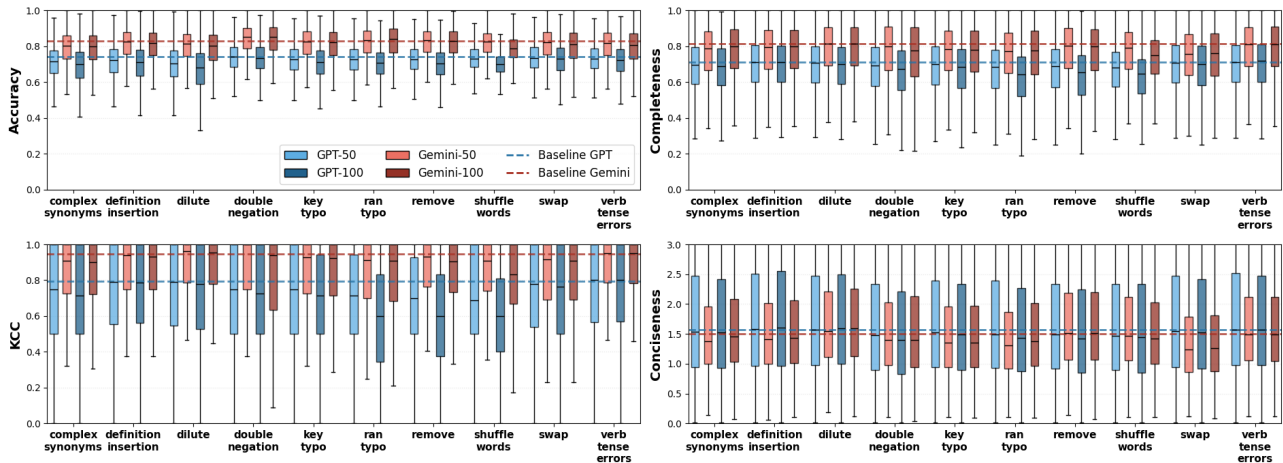 Accuracy
1.0
0.8
0.6
0.4
0.2
0.0
GPT-50
GPT-100
Gemini-50
Gemini-100
Baseline GPT
Baseline Gemini
complex synonyms
definition insertion
dilute
double negation
key typo
ran typo
remove
shuffle words
swap
verb tense errors
Completeness
1.0
0.8
0.6
0.4
0.2
0.0
complex synonyms
definition insertion
dilute
double negation
key typo
ran typo
remove
shuffle words
swap
verb tense errors
KCC
1.0
0.8
0.6
0.4
0.2
0.0
complex synonyms
definition insertion
dilute
double negation
key typo
ran typo
remove
shuffle words
swap
verb tense errors
Conciseness
3.0
2.5
2.0
1.5
1.0
0.5
0.0
complex synonyms
definition insertion
dilute
double negation
key typo
ran typo
remove
shuffle words
swap
verb tense errors